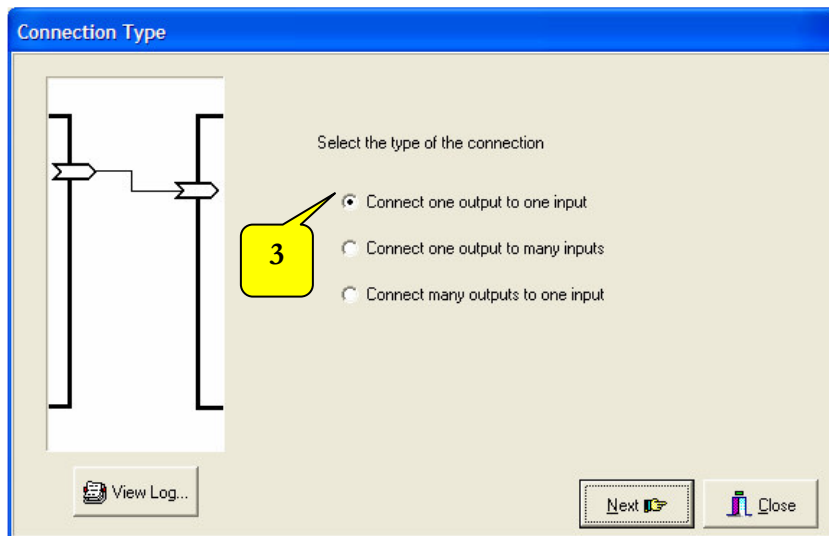 Connection Type
Select the type of the connection
Connect one output to one input
3
Connect one output to many inputs
Connect many outputs to one input
View Log...
Next
Close